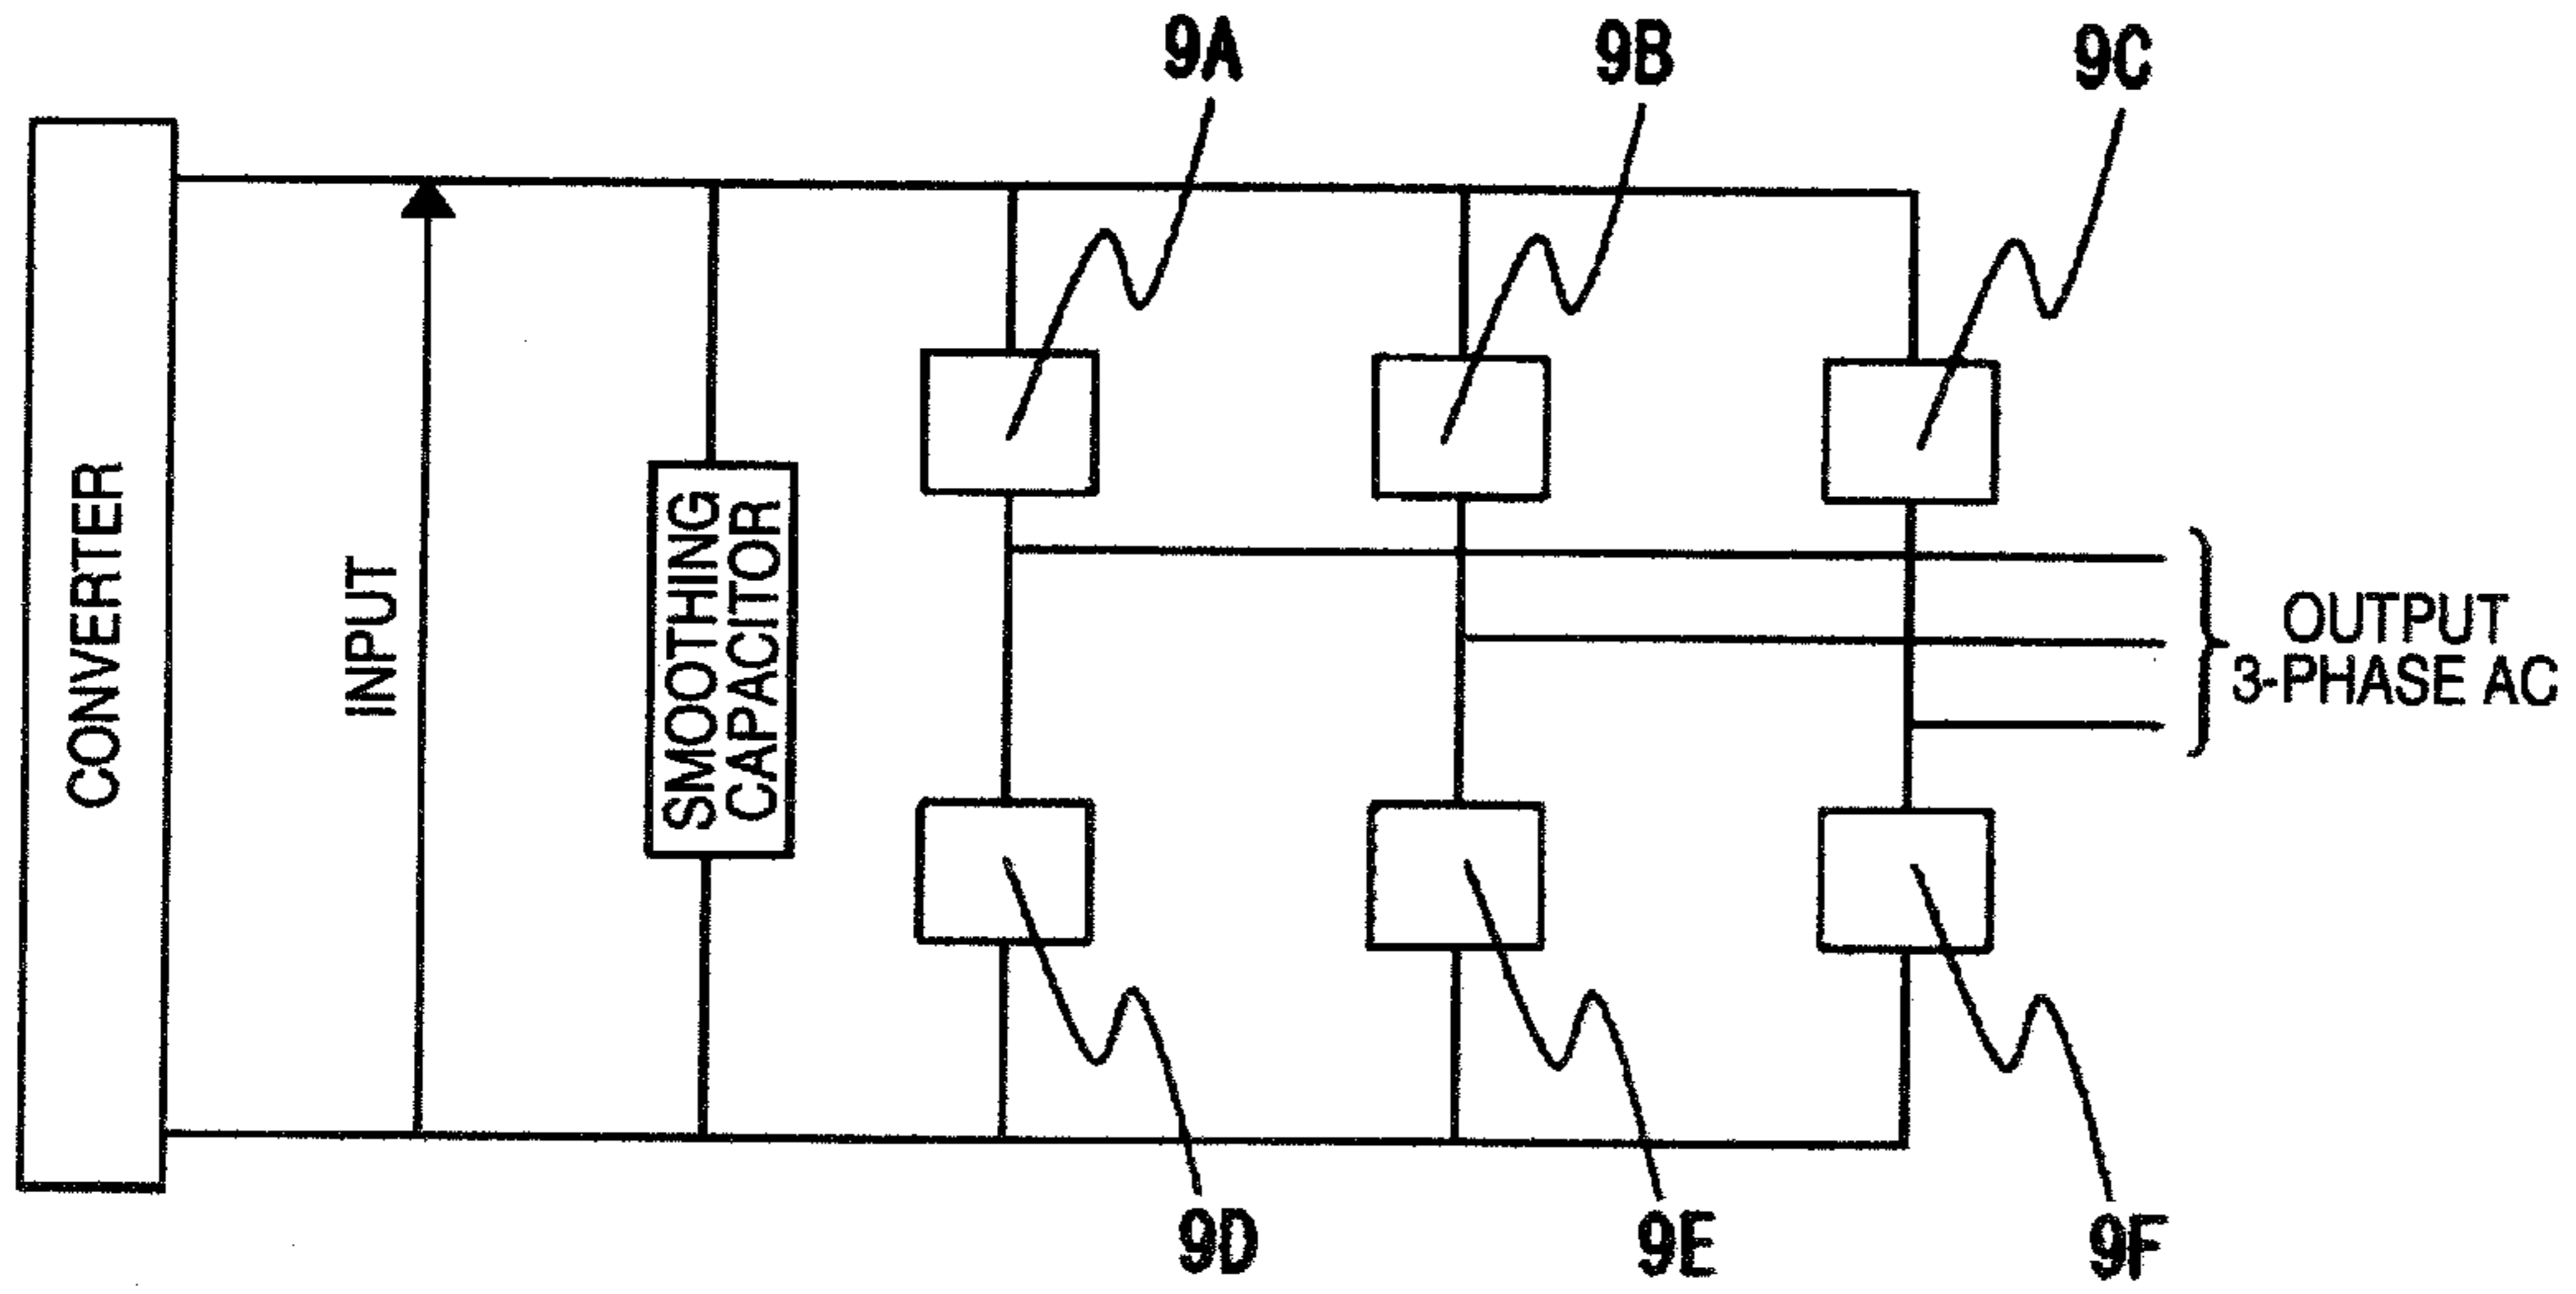 9A
9B
9C
CONVERTER
INPUT
SMOOTHING
CAPACITOR
OUTPUT
3-PHASE AC
9D
9E
9F